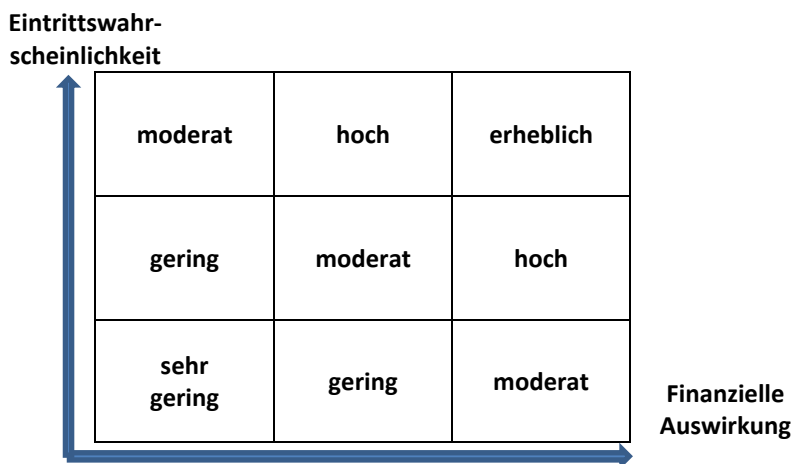 Eintrittswahr-
scheinlichkeit
moderat hoch erheblich
gering moderat hoch
sehr
gering gering moderat
Finanzielle
Auswirkung